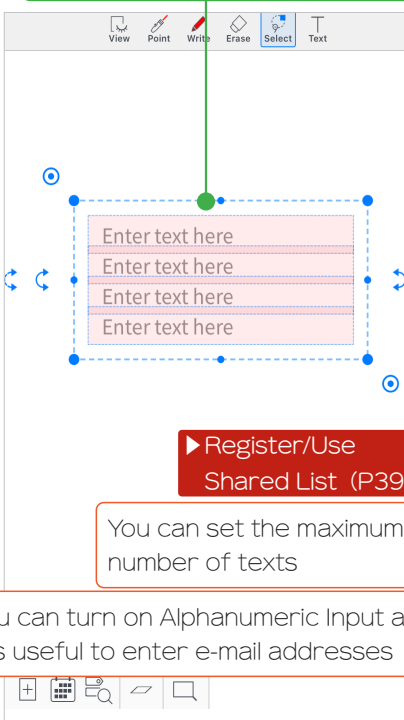 View Point Write Erase Select Text
Enter text here
Enter text here
Enter text here
Enter text here
Register/Use
Shared List (P39
You can set the maximum
number of texts
u can turn on Alphanumeric Input a
s useful to enter e-mail addresses